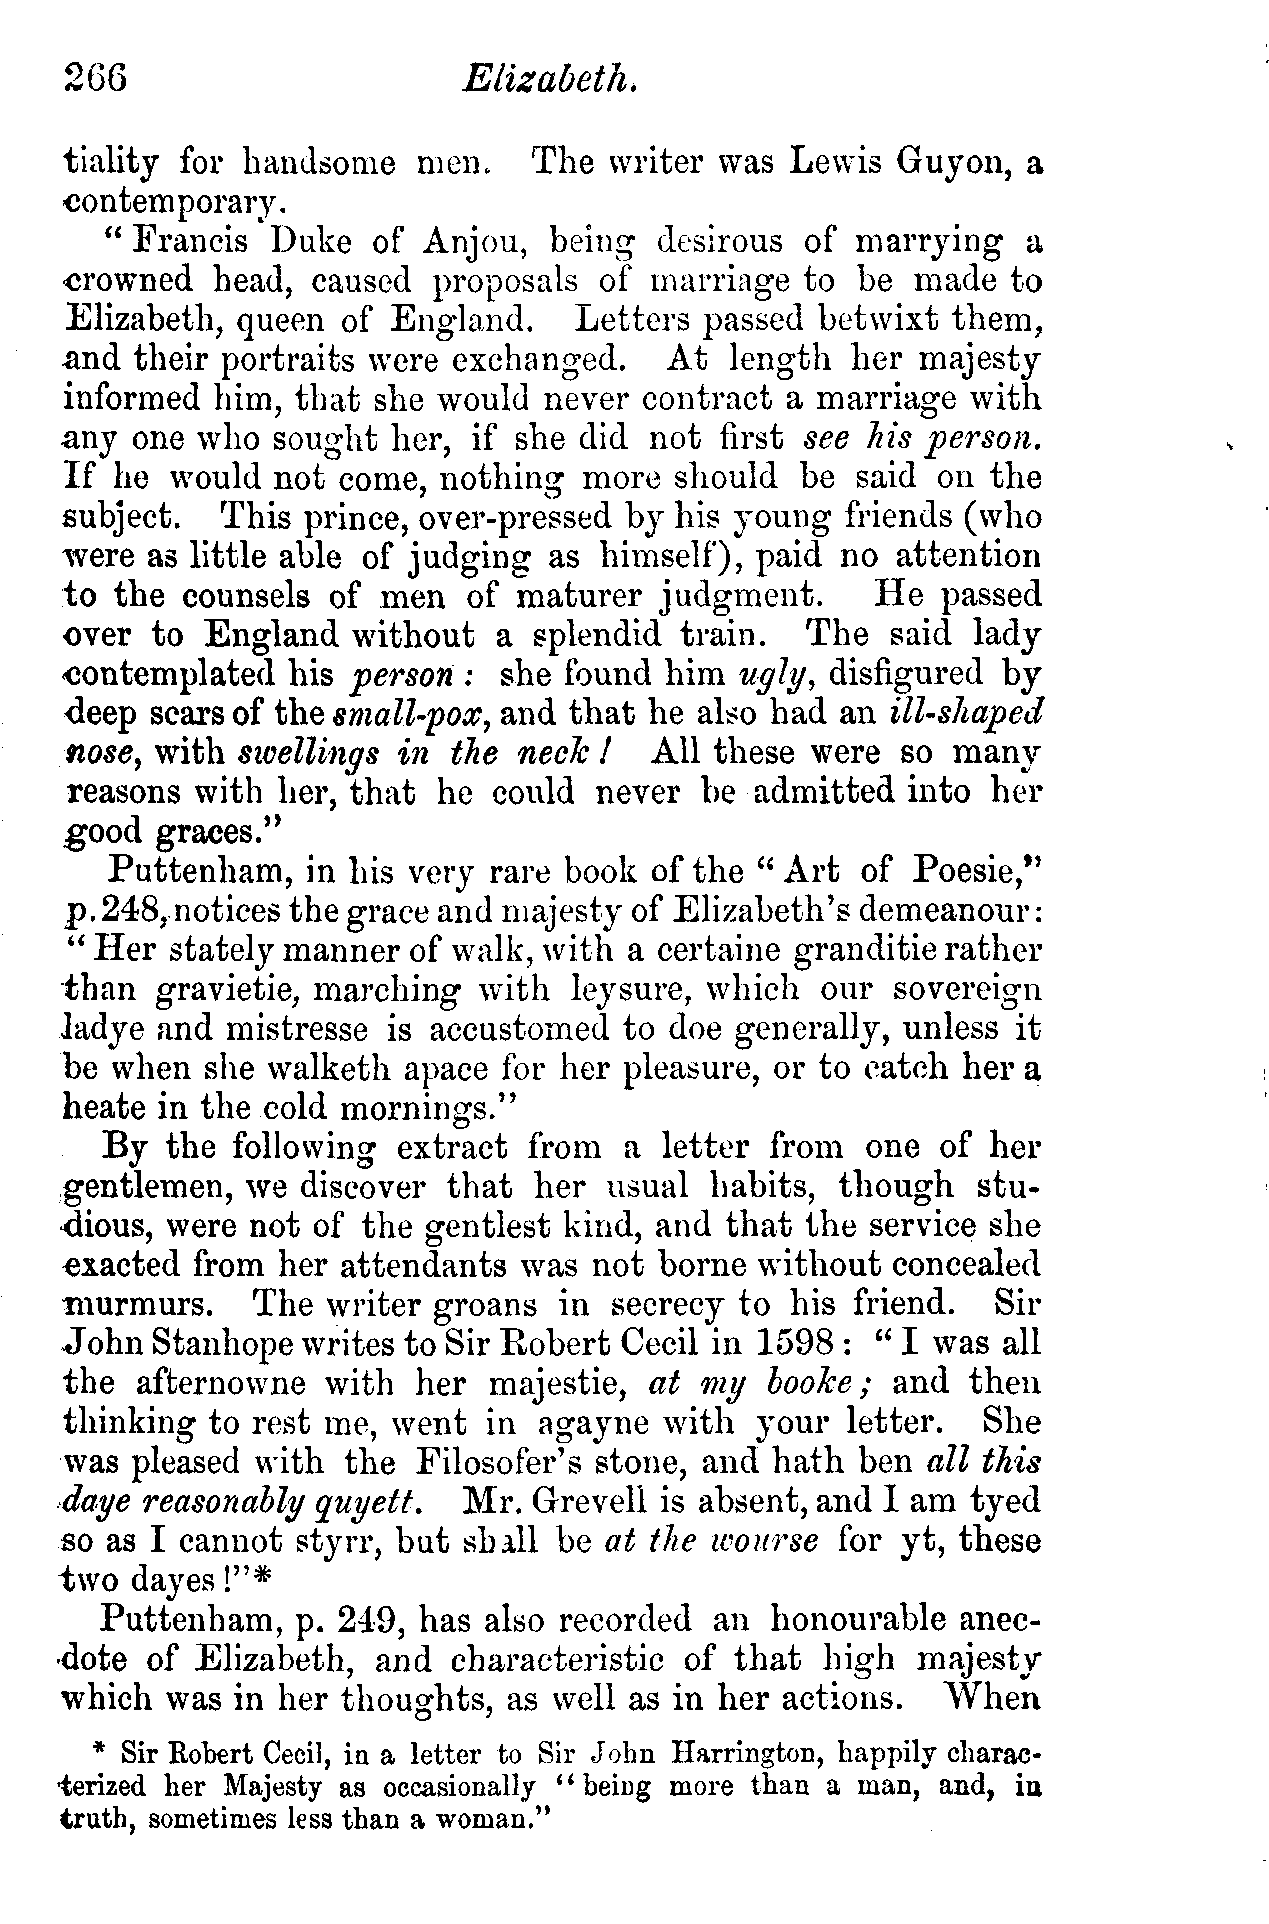 266 Elizabeth.
tiality for handsome men. The writer was Lewis Guyon, a
contemporary.
“ Francis Duke of Anjou, being desirous of marrying a
crowned head, caused proposals of marriage to be made to
Elizabeth, queen of England. Letters passed betwixt them,
and their portraits were exchanged. At length her majesty
informed him, that she would never contract a marriage with
any one who sought her, if she did not first see his person.
If he would not come, nothing more should be said on the
subject. This prince, over-pressed by his young friends (who
were as little able of judging as himself), paid no attention
to the counsels of men of maturer judgment. He passed
over to England without a splendid train. The said lady
contemplated his person : she found him ugly, disfigured by
deep scars of the small-pox, and that he also had an ill-shaped
nose, with swellings in the neck ! All these were so many
reasons with her, that he could never be admitted into her
good graces.”
Puttenham, in his very rare book of the “ Art of Poesie,”
p. 248, notices the grace and majesty of Elizabeth’s demeanour:
“ Her stately manner of walk, with a certaine granditie rather
than gravietie, marching with leysure, which our sovereign
ladye and mistresse is accustomed to doe generally, unless it
be when she walketh apace for her pleasure, or to catch her a
heate in the cold mornings.”
By the following extract from a letter from one of her
gentlemen, we discover that her usual habits, though stu-
dious, were not of the gentlest kind, and that the service she
exacted from her attendants was not borne without concealed
murmurs. The writer groans in secrecy to his friend. Sir
John Stanhope writes to Sir Robert Cecil in 1598 : “ I was all
the afternowne with her majestie, at my booke ; and then
thinking to rest me, went in agayne with your letter. She
was pleased with the Filosofer’s stone, and hath ben all this
daye reasonably quyett. Mr. Grevell is absent, and I am tyed
so as I cannot styrr, but shall be at the wourse for yt, these
two dayes !”*
Puttenham, p. 249, has also recorded an honourable anec-
dote of Elizabeth, and characteristic of that high majesty
which was in her thoughts, as well as in her actions. When
* Sir Robert Cecil, in a letter to Sir John Harrington, happily charac-
terized her Majesty as occasionally “being more than a man, and, in
truth, sometimes less than a woman.”